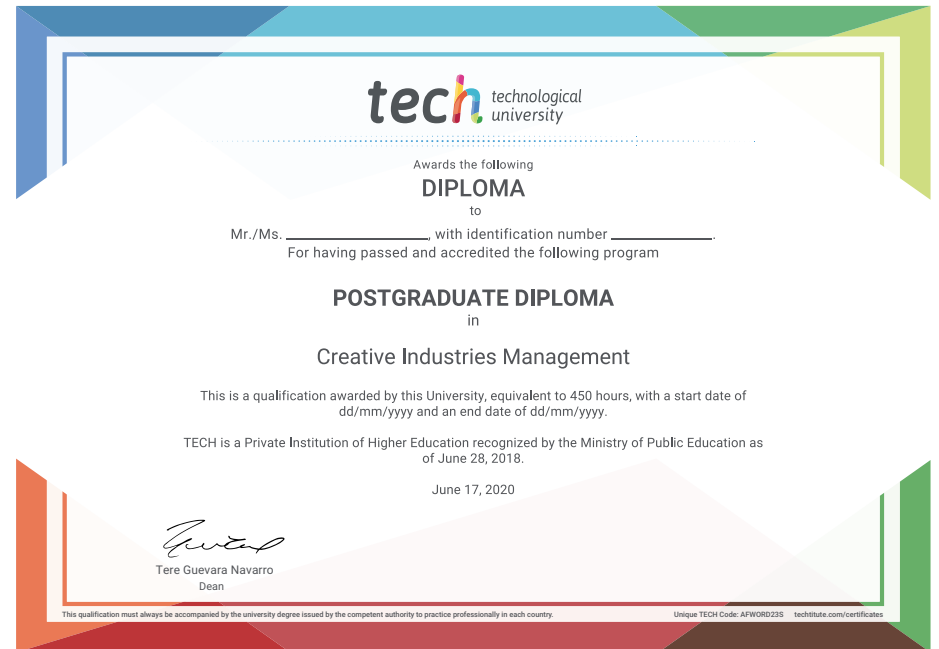 tech technological
university
Awards the following
DIPLOMA
to
Mr./Ms. ____________________, with identification number ______________.
For having passed and accredited the following program
POSTGRADUATE DIPLOMA
in
Creative Industries Management
This is a qualification awarded by this University, equivalent to 450 hours, with a start date of
dd/mm/yyyy and an end date of dd/mm/yyyy.
TECH is a Private Institution of Higher Education recognized by the Ministry of Public Education as
of June 28, 2018.
June 17, 2020
Tere Guevara Navarro
Dean
This qualification must always be accompanied by the university degree issued by the competent authority to practice professionally in each country. Unique TECH Code: AFWORD23S techtitute.com/certificates